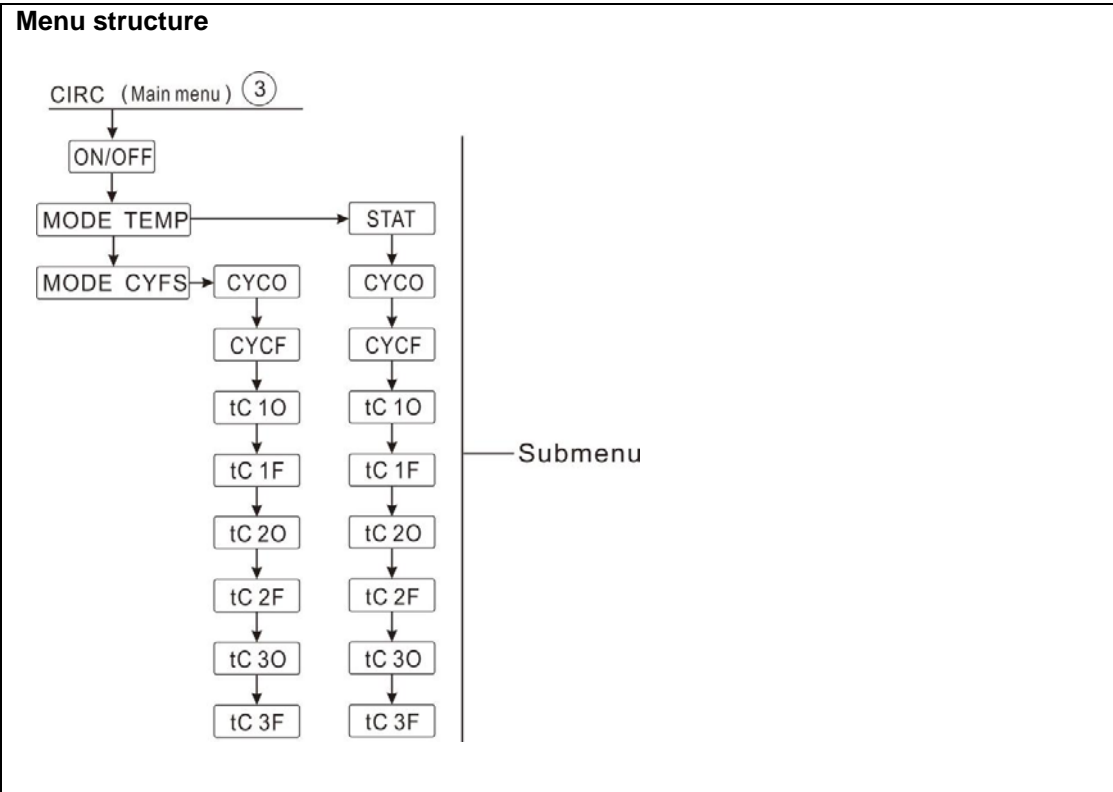 Menu structure
CIRC (Main menu) 3
ON/OFF
MODE TEMP STAT
MODE CYFS CYCO CYCO
CYCF CYCF
tC 1O tC 1O
tC 1F tC 1F
Submenu
tC 2O tC 2O
tC 2F tC 2F
tC 3O tC 3O
tC 3F tC 3F